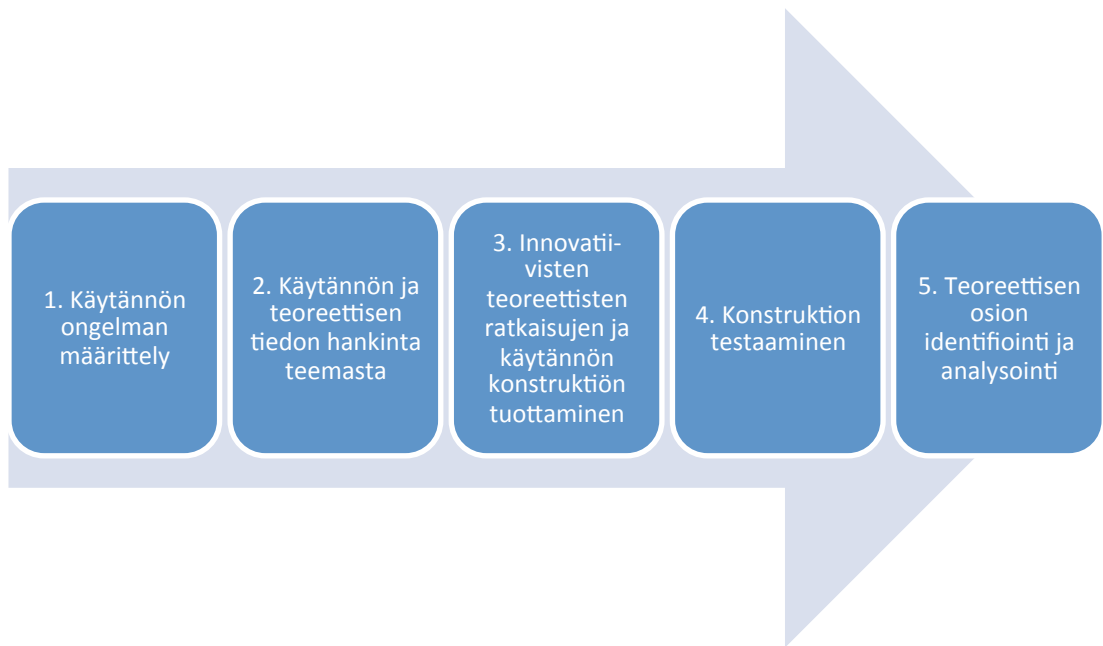 1. Käytännön
ongelman
määrittely
2. Käytännön ja
teoreettisen
tiedon hankinta
teemasta
3. Innovatii-
visten
teoreettisten
ratkaisujen ja
käytännön
konstruktiön
tuottaminen
4. Konstruktion
testaaminen
5. Teoreettisen
osion
identifiointi ja
analysointi